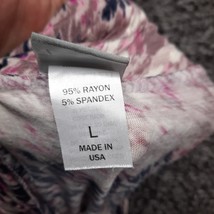 95% RAYON
5% SPANDEX
L
MADE IN
USA